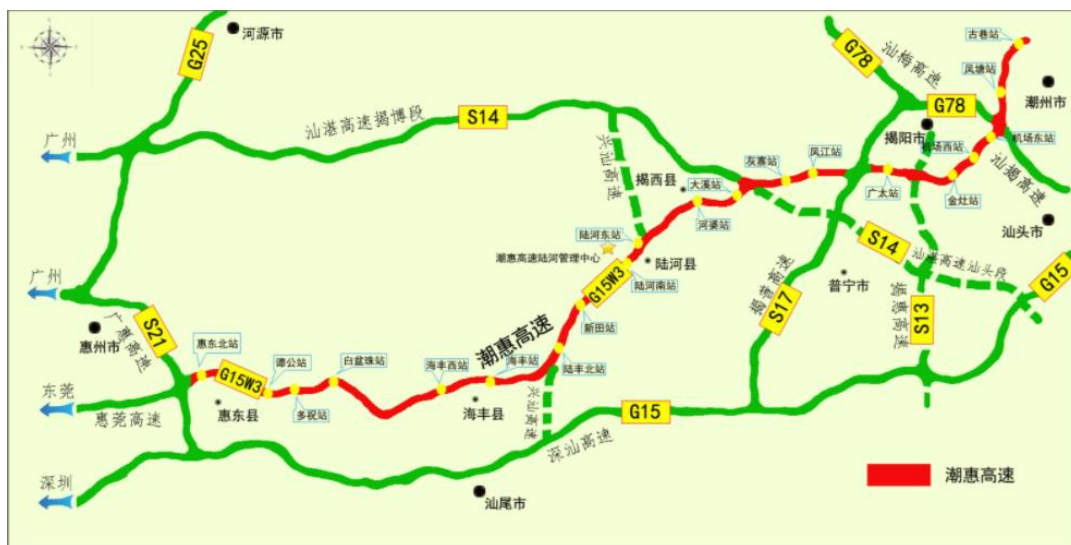 河源市
G25
广州
汕湛高速揭博段
S14
兴汕高速
G78
汕梅高速
G78
古巷站
凤塘站
潮州市
揭阳市
机场西站
机场东站
汕揭高速
灰寨站
凤江站
揭西县
大溪站
广太站
金灶站
汕头市
河婆站
陆河东站
潮惠高速陆河管理中心
陆河县
S14
汕湛高速汕头段
G15W3
陆河南站
揭普高速
普宁市
G15
广州
S17
揭惠高速
S13
新田站
惠州市
S21
广惠高速
潮惠高速
惠东北站
G15W3
谭公站
白盆珠站
海丰西站
海丰站
陆丰北站
东莞
惠莞高速
惠东县
多祝站
海丰县
兴汕高速
G15
深汕高速
深圳
汕尾市
潮惠高速